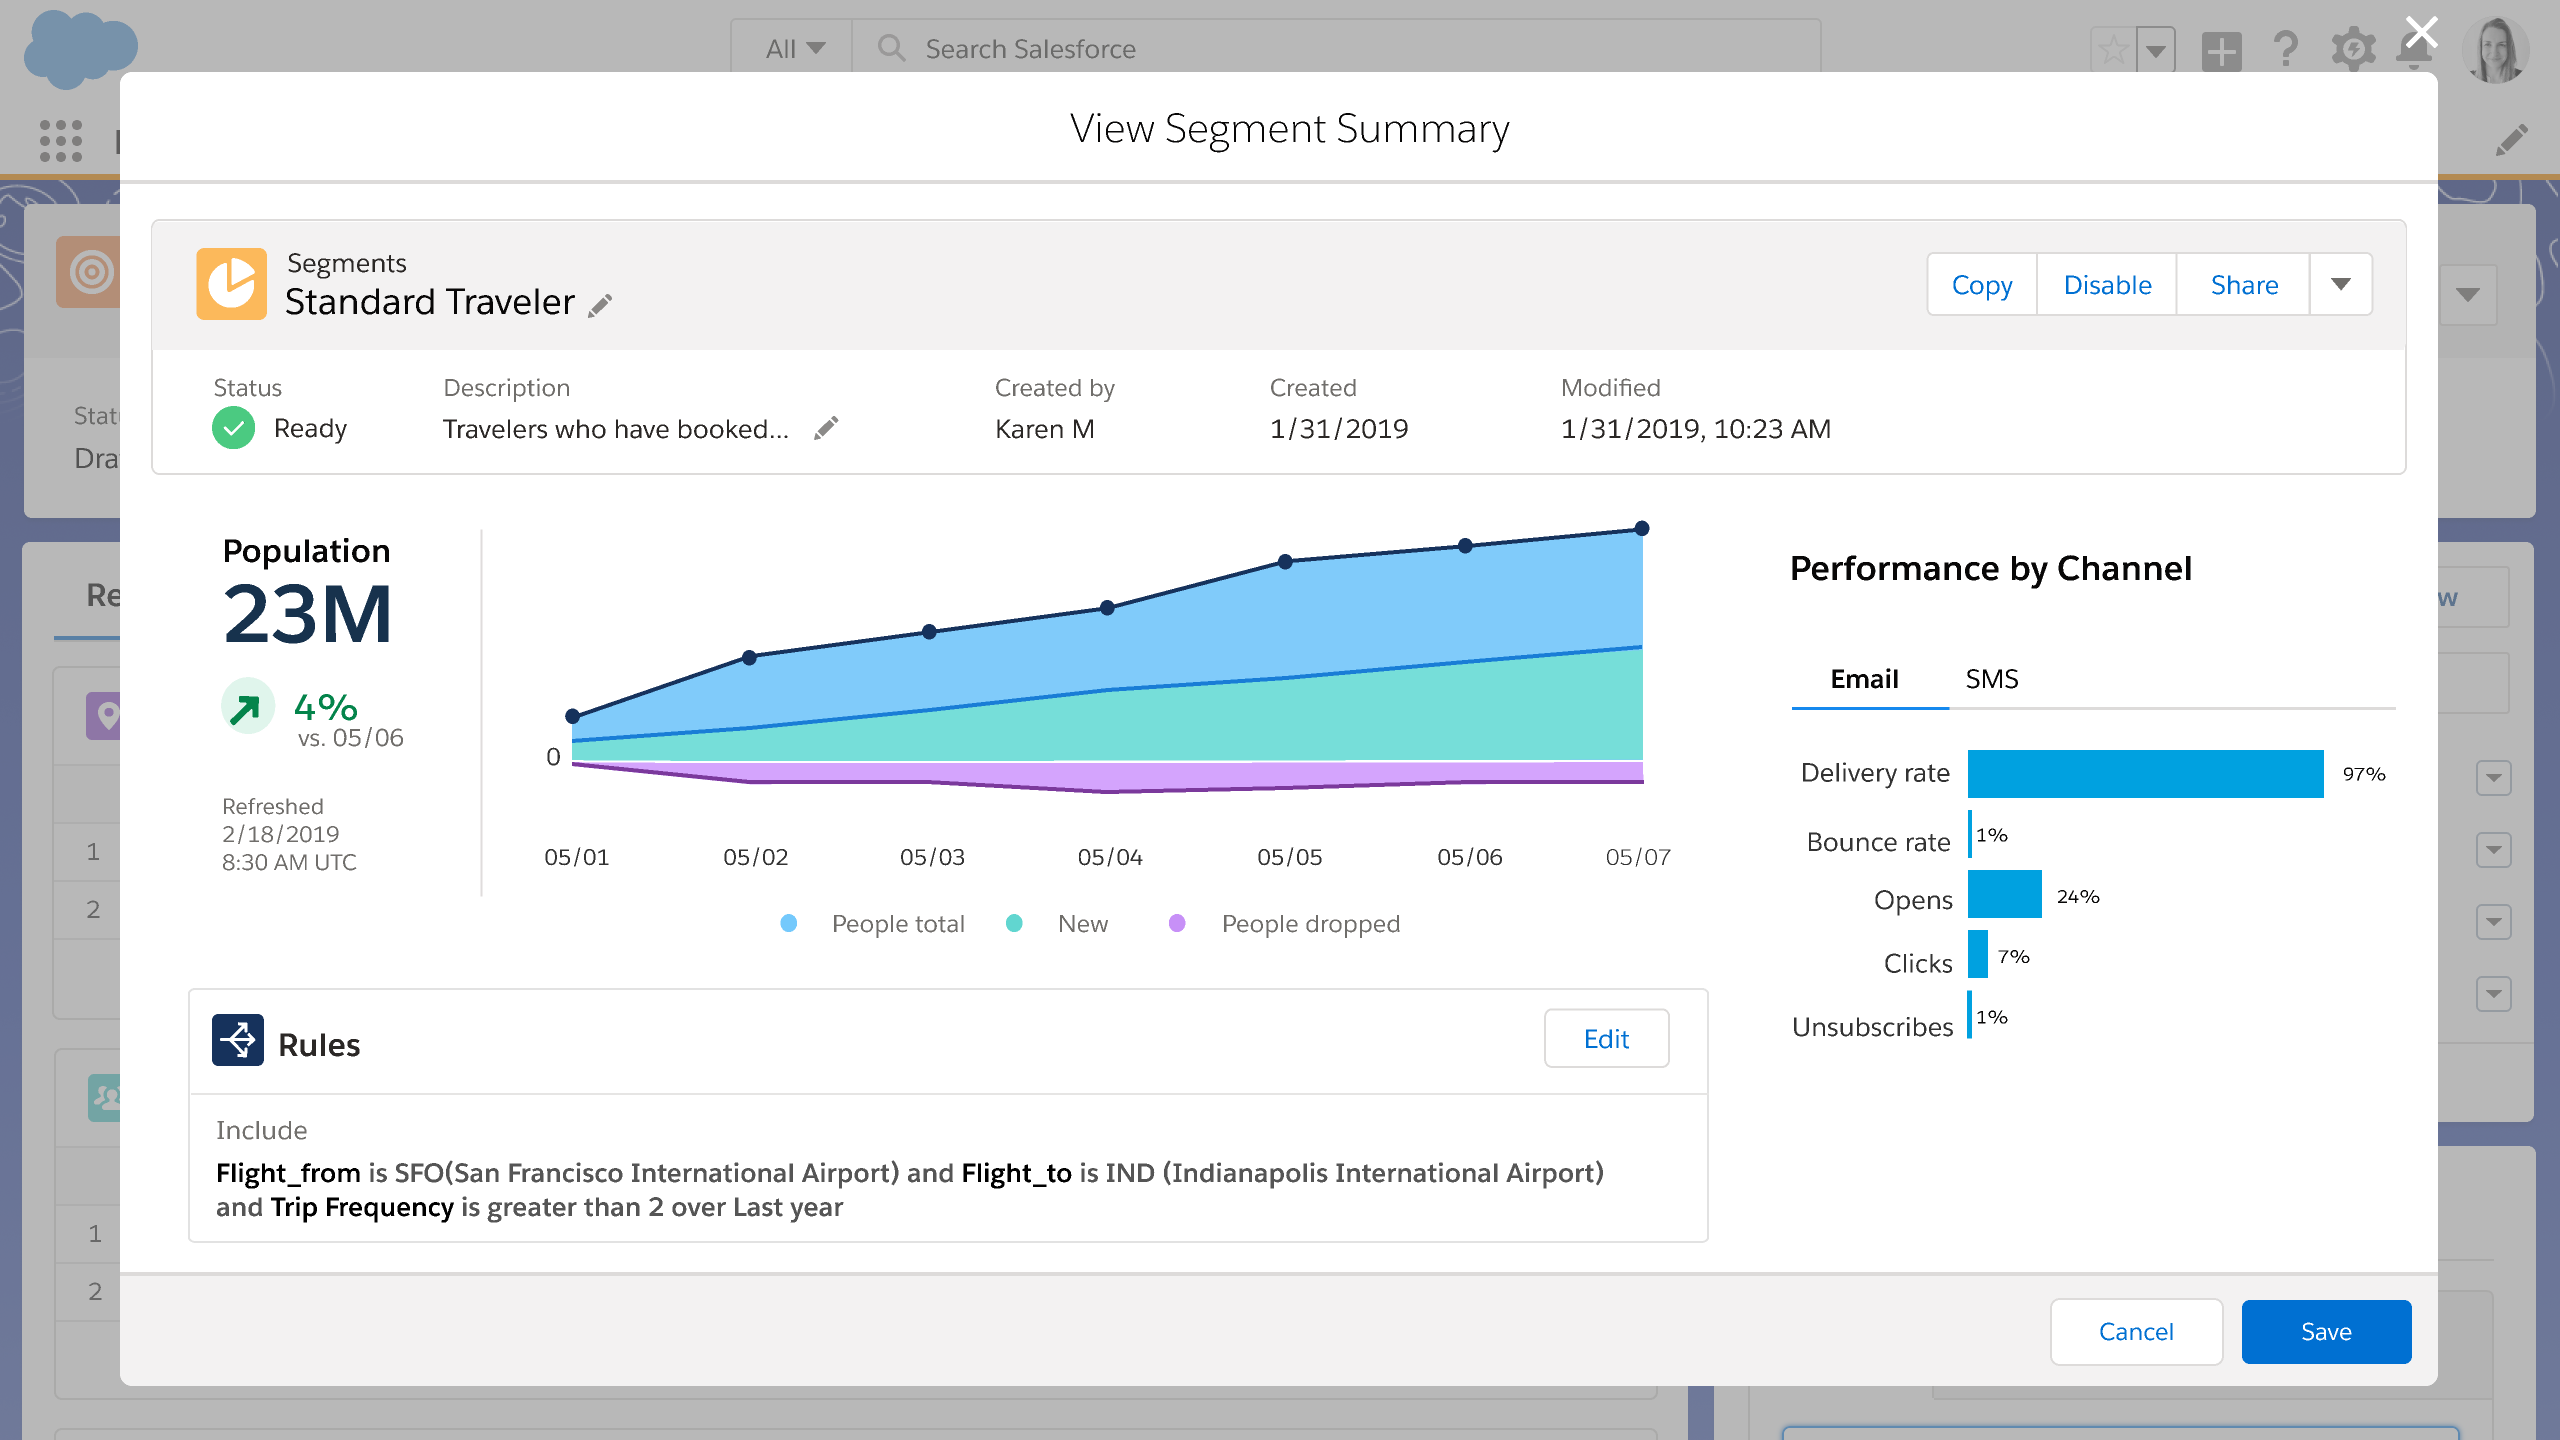 All
Search Salesforce
View Segment Summary
Segments
Standard Traveler
Copy
Disable
Share
Status
Description
Created by
Created
Modified
Ready
Travelers who have booked...
Karen M
1/31/2019
1/31/2019, 10:23 AM
Population
23M
4%
vs. 05/06
Refreshed
2/18/2019
8:30 AM UTC
0
05/01
05/02
05/03
05/04
05/05
05/06
05/07
People total
New
People dropped
Performance by Channel
Email
SMS
Delivery rate
97%
Bounce rate
1%
Opens
24%
Clicks
7%
Unsubscribes
1%
Rules
Edit
Include
Flight_from is SFO(San Francisco International Airport) and Flight_to is IND (Indianapolis International Airport)
and Trip Frequency is greater than 2 over Last year
Cancel
Save
1
2
1
2